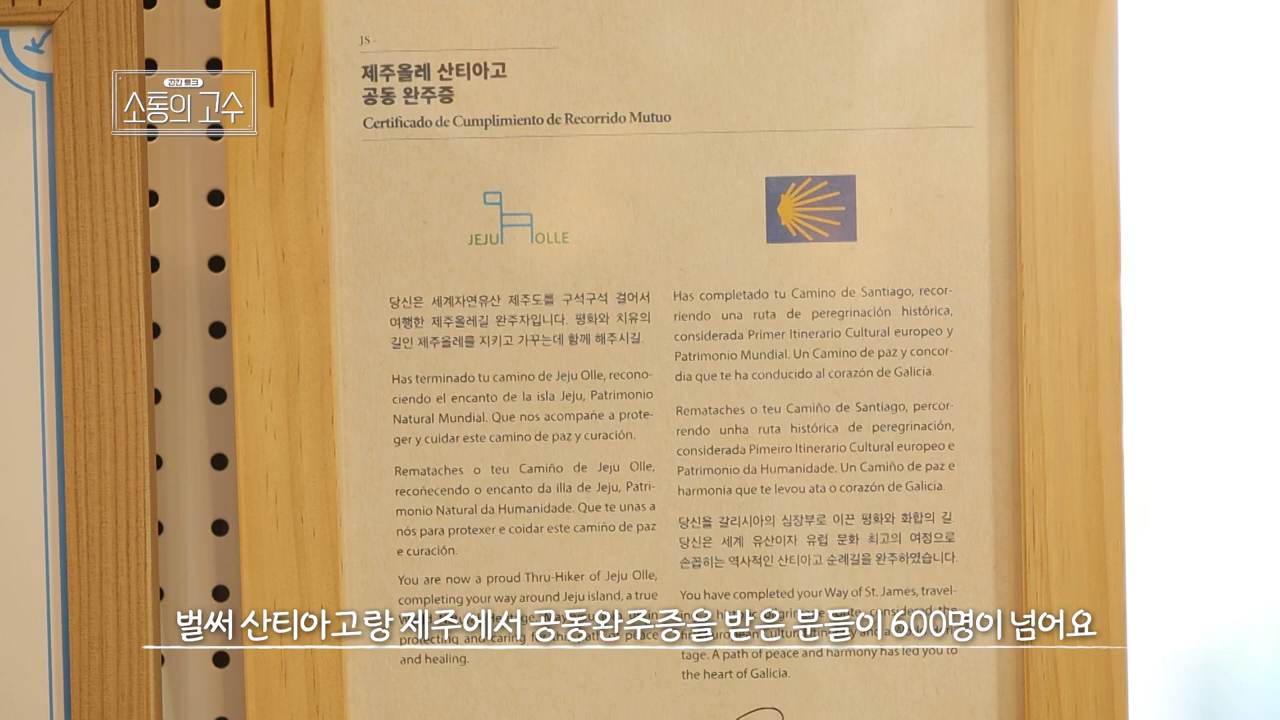 JS -
제주올레 산티아고
공동 완주증
Certificado de Cumplimiento de Recorrido Mutuo
소통의 고수
JEJU OLLE
당신은 세계자연유산 제주도를 구석구석 걸어서
여행한 제주올레길 완주자입니다. 평화와 치유의
길인 제주올레를 지키고 가꾸는데 함께 해주시길.
Has terminado tu camino de Jeju Olle, recono-
ciendo el encanto de la isla Jeju, Patrimonio
Natural Mundial. Que nos acompañe a prote-
ger y cuidar este camino de paz y curación.
Remataches o teu Camiño de Jeju Olle,
recoñecendo o encanto da illa de Jeju, Patri-
monio Natural da Humanidade. Que te unas a
nós para protexer e coidar este camiño de paz
e curación.
You are now a proud Thru-Hiker of Jeju Olle,
completing your way around Jeju island, a true
protecting and caring path of peace
and healing.
Has completado tu Camino de Santiago, recor-
riendo una ruta de peregrinación histórica,
considerada Primer Itinerario Cultural europeo y
Patrimonio Mundial. Un Camino de paz y concor-
dia que te ha conducido al corazón de Galicia.
Remataches o teu Camiño de Santiago, percor-
rendo unha ruta histórica de peregrinación,
considerada Pimeiro Itinerario Cultural europeo e
Patrimonio da Humanidade. Un Camiño de paz e
harmonía que te levou ata o corazón de Galicia.
당신을 갈리시아의 심장부로 이끈 평화와 화합의 길.
당신은 세계 유산이자 유럽 문화 최고의 여정으로
손꼽히는 역사적인 산티아고 순례길을 완주하였습니다.
You have completed your Way of St. James, travel-
considered the
tage. A path of peace and harmony has led you to
the heart of Galicia.
벌써 산티아고랑 제주에서 공동완주증을 받은 분들이 600명이 넘어요